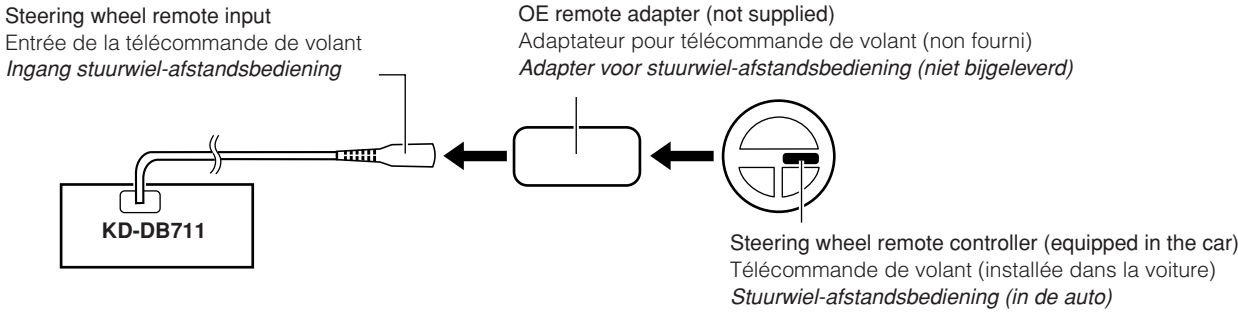 Steering wheel remote input
Entrée de la télécommande de volant
Ingang stuurwiel-afstandsbediening
OE remote adapter (not supplied)
Adaptateur pour télécommande de volant (non fourni)
Adapter voor stuurwiel-afstandsbediening (niet bijgeleverd)
KD-DB711
Steering wheel remote controller (equipped in the car)
Télécommande de volant (installée dans la voiture)
Stuurwiel-afstandsbediening (in de auto)